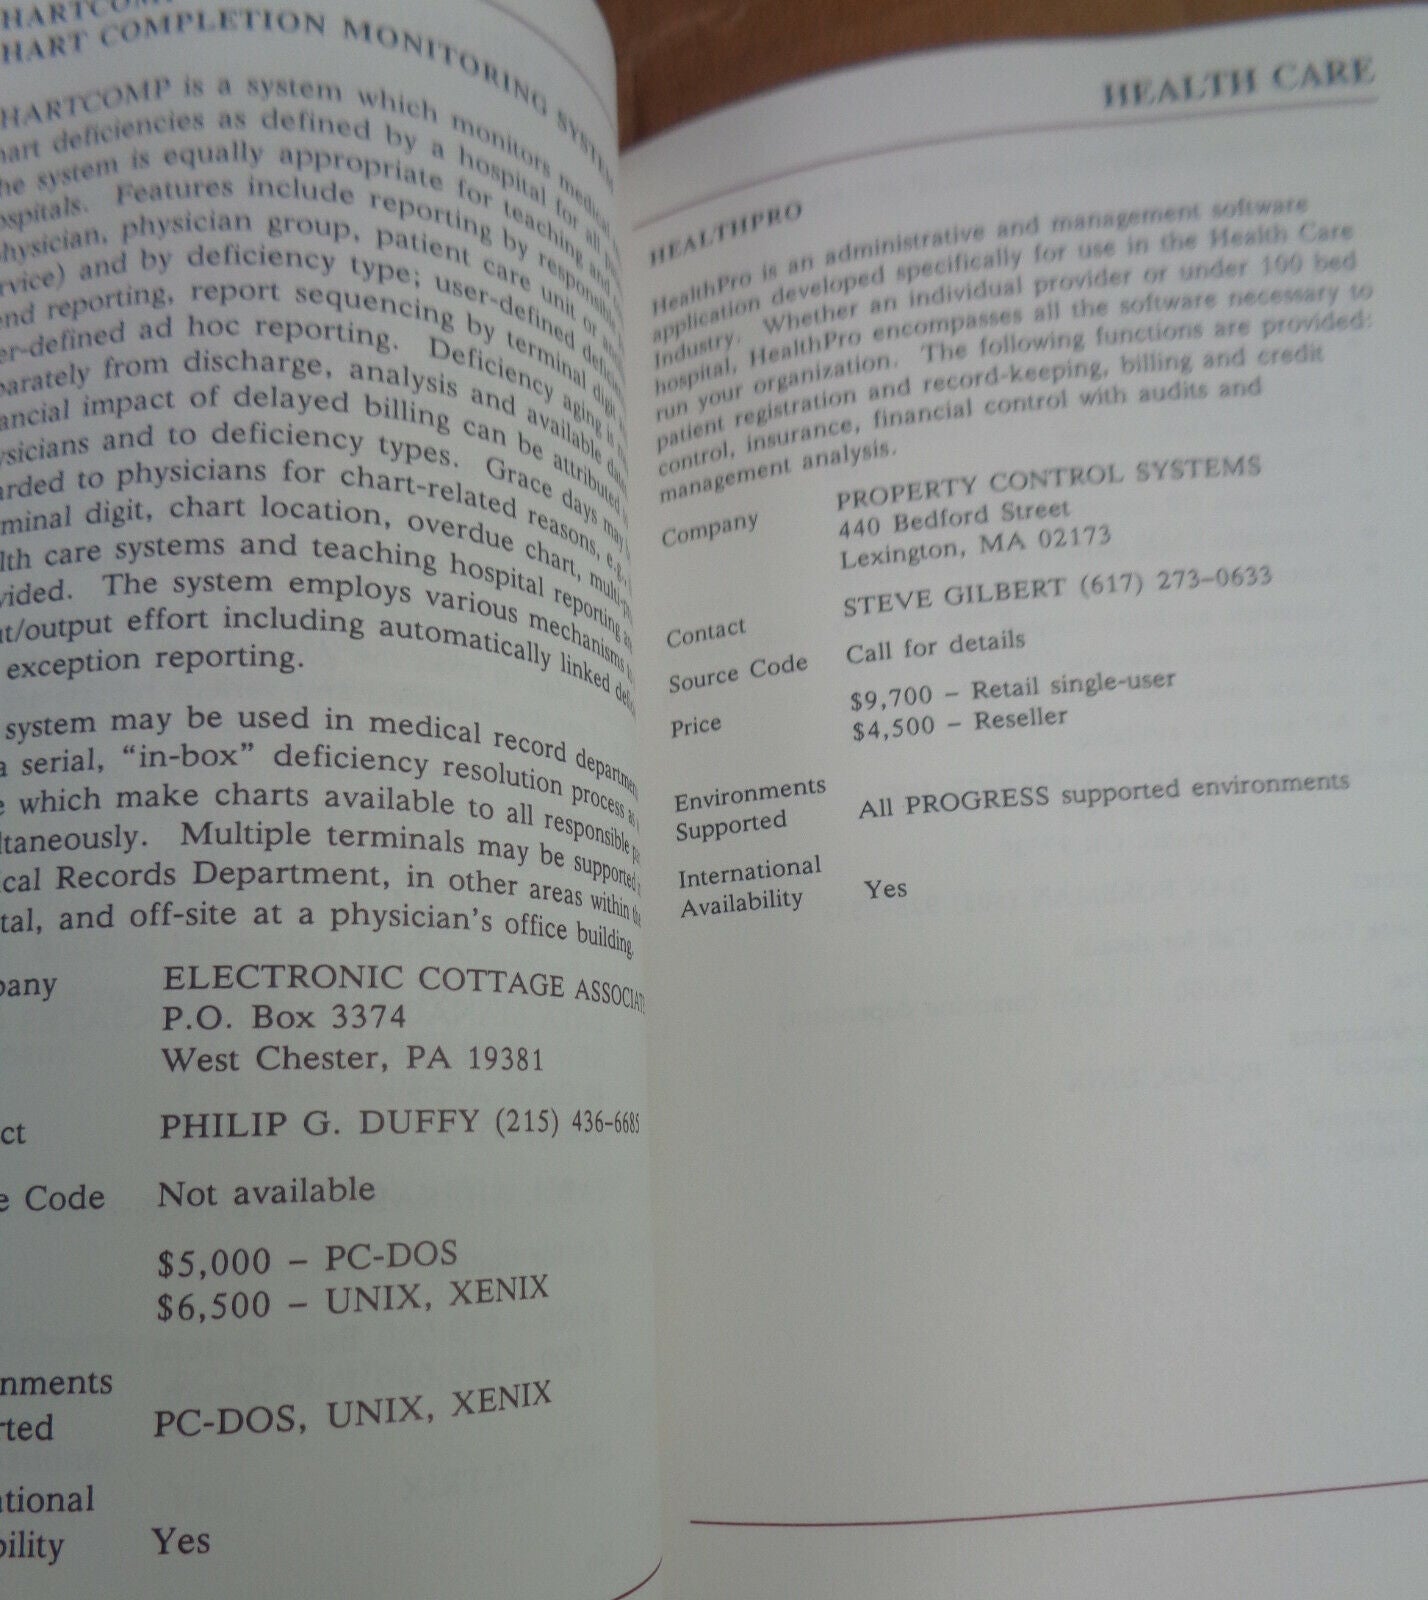 HARTCOMP
HART COMPLETION MONITORING SYSTEM
HARTCOMP is a system which monitors medical
art deficiencies as defined by a hospital for all
he system is equally appropriate for teaching and
ospitals. Features include reporting by responsible
hysician, physician group, patient care unit or
rvice) and by deficiency type; user-defined
end reporting, report sequencing by terminal digit
er-defined ad hoc reporting. Deficiency aging is
parately from discharge, analysis and available date
ancial impact of delayed billing can be attributed
ysicians and to deficiency types. Grace days may
arded to physicians for chart-related reasons, e.g.,
minal digit, chart location, overdue chart,
lth care systems and teaching hospital reporting
vided. The system employs various mechanisms
ut/output effort including automatically linked
exception reporting.
system may be used in medical record
a serial, “in-box” deficiency resolution process as
e which make charts available to all responsible
ltaneously. Multiple terminals may be supported
ical Records Department, in other areas within the
tal, and off-site at a physician’s office building.
pany ELECTRONIC COTTAGE ASSOCIATE
P.O. Box 3374
West Chester, PA 19381
ct PHILIP G. DUFFY (215) 436-6685
e Code Not available
$5,000 – PC-DOS
$6,500 – UNIX, XENIX
nments
rted PC-DOS, UNIX, XENIX
ational
bility Yes
HEALTH CARE
HEALTHPRO
HealthPro is an administrative and management software
application developed specifically for use in the Health Care
Industry. Whether an individual provider or under 100 bed
hospital, HealthPro encompasses all the software necessary to
run your organization. The following functions are provided:
patient registration and record-keeping, billing and credit
control, insurance, financial control with audits and
management analysis.
Company PROPERTY CONTROL SYSTEMS
440 Bedford Street
Lexington, MA 02173
Contact STEVE GILBERT (617) 273-0633
Source Code Call for details
Price $9,700 – Retail single-user
$4,500 – Reseller
Environments
Supported All PROGRESS supported environments
International
Availability Yes